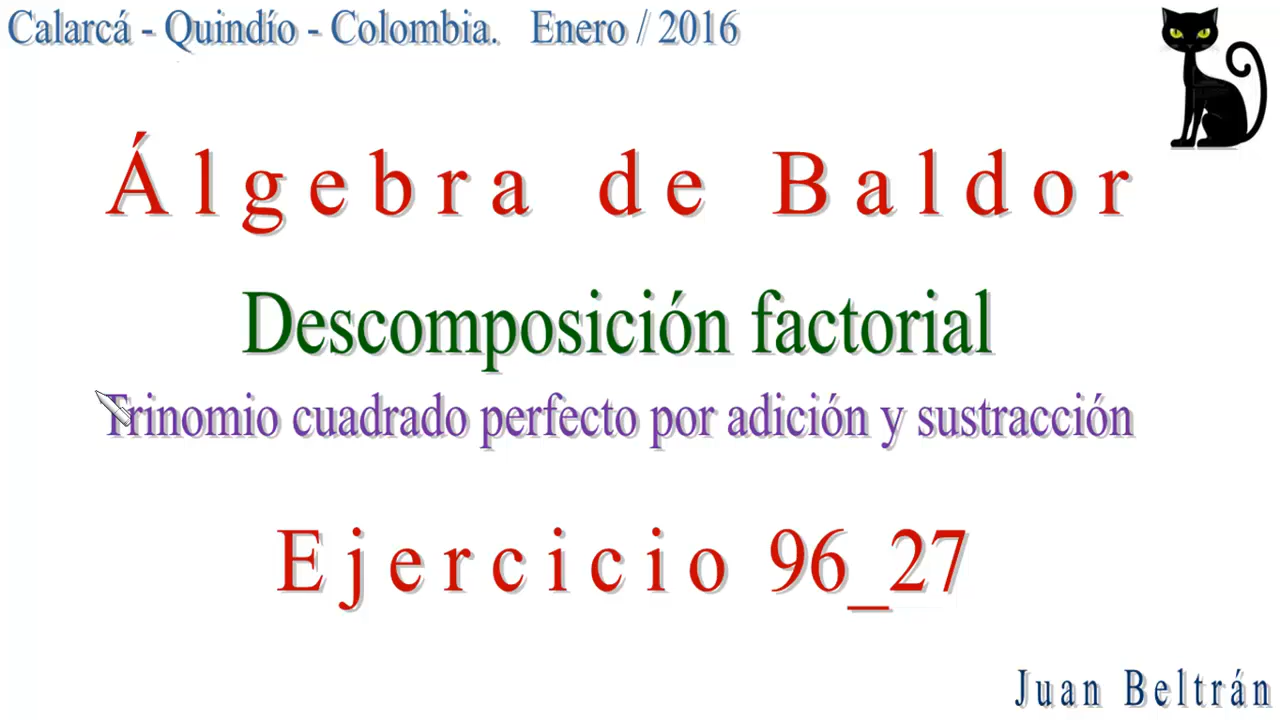 Calarcá - Quindío - Colombia. Enero / 2016
Álgebra de Baldor
Descomposición factorial
Trinomio cuadrado perfecto por adición y sustracción
Ejercicio 96_27
Juan Beltrán